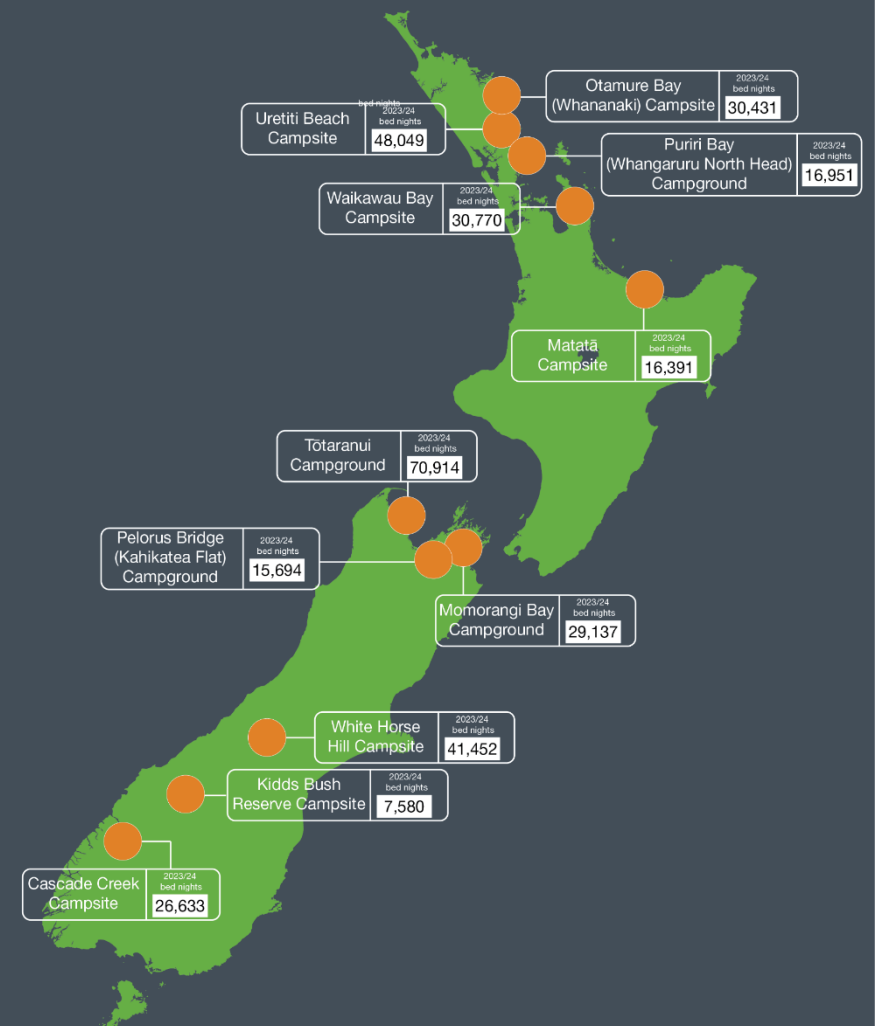 Otamure Bay
(Whananaki) Campsite
2023/24
bed nights
30,431
bed nights
Uretiti Beach
Campsite
2023/24
bed nights
48,049
Puriri Bay
(Whangaruru North Head)
Campground
2023/24
bed nights
16,951
Waikawau Bay
Campsite
2023/24
bed nights
30,770
Matatā
Campsite
2023/24
bed nights
16,391
Tōtaranui
Campground
2023/24
bed nights
70,914
Pelorus Bridge
(Kahikatea Flat)
Campground
2023/24
bed nights
15,694
Momorangi Bay
Campground
2023/24
bed nights
29,137
White Horse
Hill Campsite
2023/24
bed nights
41,452
Kidds Bush
Reserve Campsite
2023/24
bed nights
7,580
Cascade Creek
Campsite
2023/24
bed nights
26,633